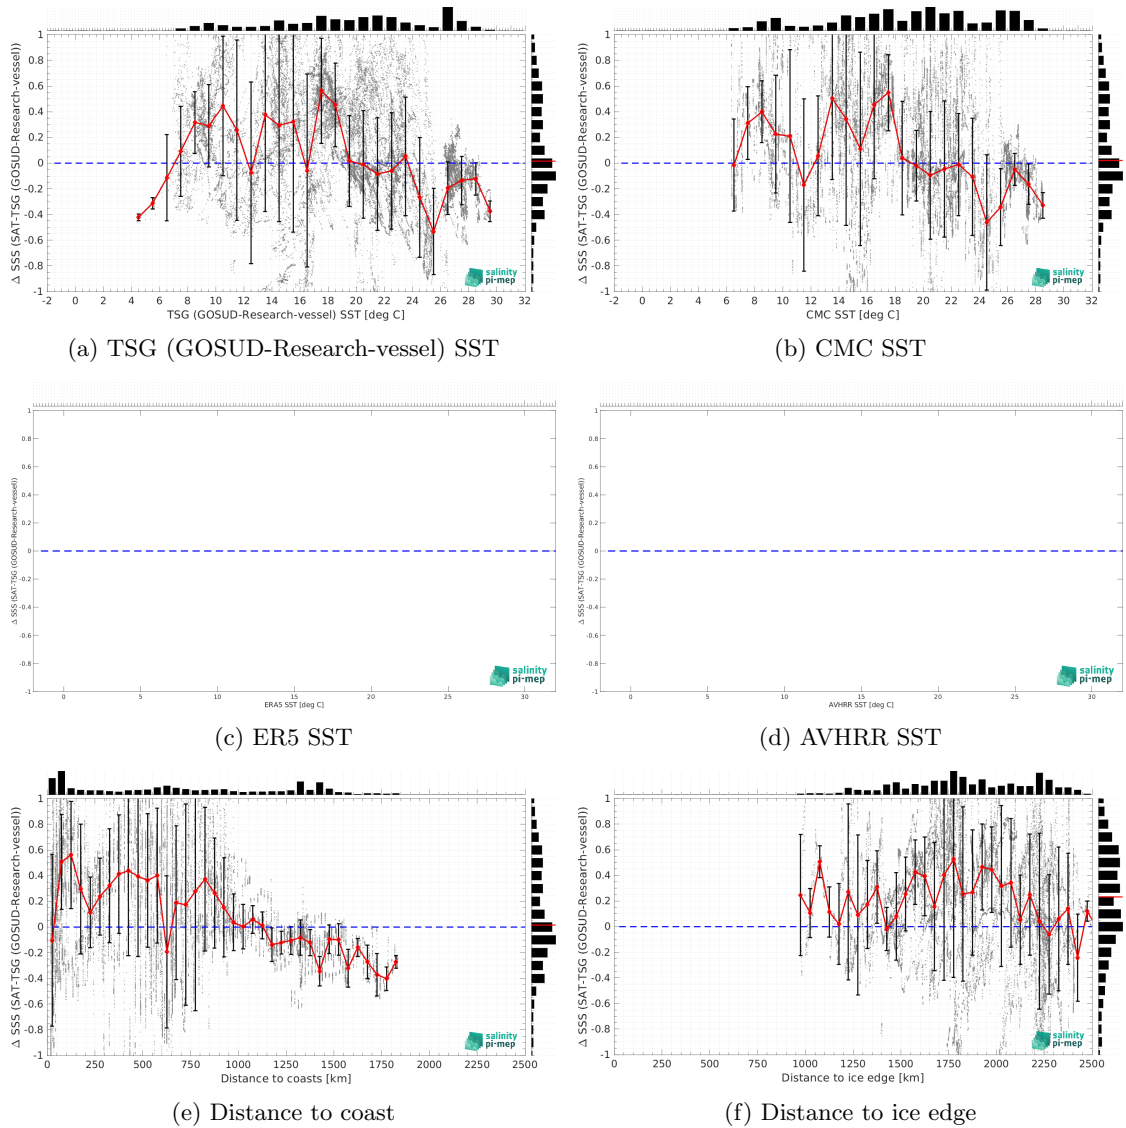 Δ SSS (SAT-TSG (GOSUD-Research-vessel))
1
0.8
0.6
0.4
0.2
0
-0.2
-0.4
-0.6
-0.8
-1
-2 0 2 4 6 8 10 12 14 16 18 20 22 24 26 28 30 32
TSG (GOSUD-Research-vessel) SST [deg C]
salinity
pi-mep
(a) TSG (GOSUD-Research-vessel) SST
Δ SSS (SAT-TSG (GOSUD-Research-vessel))
1
0.8
0.6
0.4
0.2
0
-0.2
-0.4
-0.6
-0.8
-1
-2 0 2 4 6 8 10 12 14 16 18 20 22 24 26 28 30 32
CMC SST [deg C]
salinity
pi-mep
(b) CMC SST
Δ SSS (SAT-TSG (GOSUD-Research-vessel))
1
0.8
0.6
0.4
0.2
0
-0.2
-0.4
-0.6
-0.8
-1
0 5 10 15 20 25 30
ERA5 SST [deg C]
salinity
pi-mep
(c) ER5 SST
Δ SSS (SAT-TSG (GOSUD-Research-vessel))
1
0.8
0.6
0.4
0.2
0
-0.2
-0.4
-0.6
-0.8
-1
0 5 10 15 20 25 30
AVHRR SST [deg C]
salinity
pi-mep
(d) AVHRR SST
Δ SSS (SAT-TSG (GOSUD-Research-vessel))
1
0.8
0.6
0.4
0.2
0
-0.2
-0.4
-0.6
-0.8
-1
0 250 500 750 1000 1250 1500 1750 2000 2250 2500
Distance to coasts [km]
salinity
pi-mep
(e) Distance to coast
Δ SSS (SAT-TSG (GOSUD-Research-vessel))
1
0.8
0.6
0.4
0.2
0
-0.2
-0.4
-0.6
-0.8
-1
0 250 500 750 1000 1250 1500 1750 2000 2250 2500
Distance to ice edge [km]
salinity
pi-mep
(f) Distance to ice edge